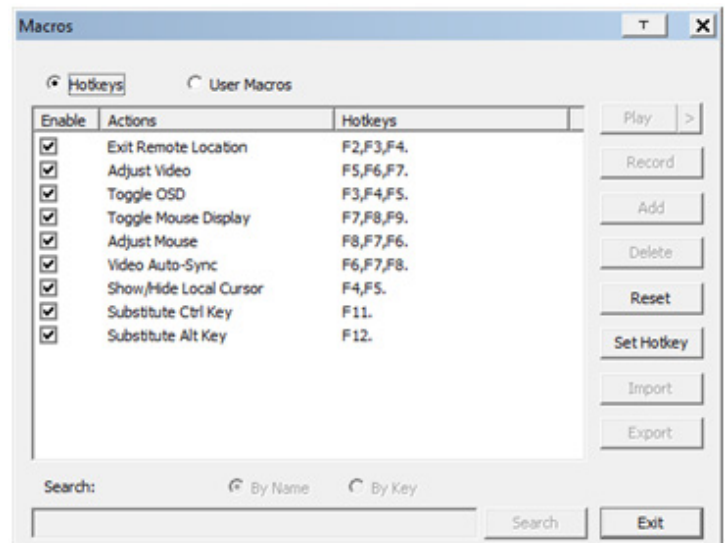 Macros T X
Hotkeys User Macros
Enable Actions Hotkeys Play >
Exit Remote Location F2,F3,F4.
Adjust Video F5,F6,F7. Record
Toggle OSD F3,F4,F5.
Toggle Mouse Display F7,F8,F9. Add
Adjust Mouse F8,F7,F6.
Video Auto-Sync F6,F7,F8. Delete
Show/Hide Local Cursor F4,F5.
Substitute Ctrl Key F11. Reset
Substitute Alt Key F12.
Set Hotkey
Import
Export
Search: By Name By Key
Search Exit